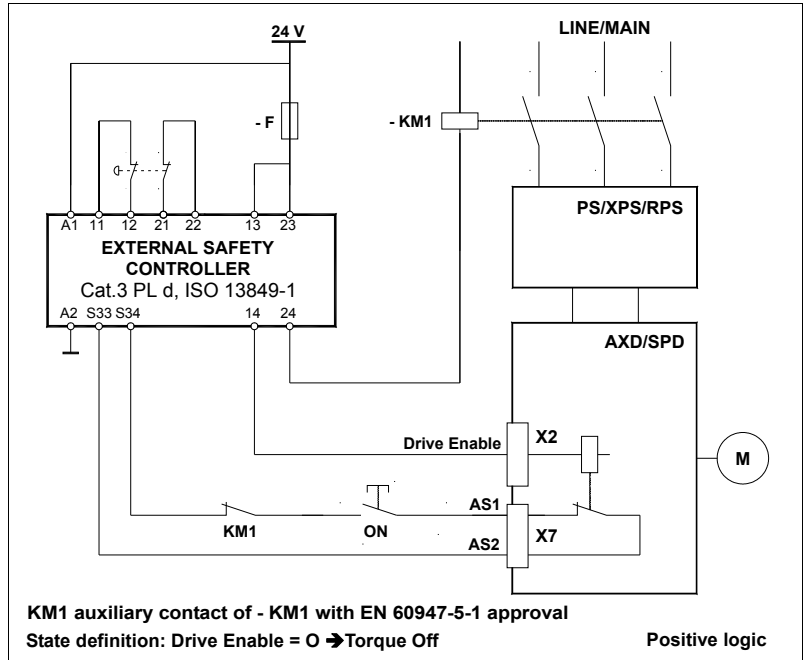 24 V
LINE/MAIN
- F
- KM1
A1 11 12 21 22 13 23
PS/XPS/RPS
EXTERNAL SAFETY
CONTROLLER
Cat.3 PL d, ISO 13849-1
A2 S33 S34 14 24
AXD/SPD
Drive Enable
X2
M
AS1
KM1
ON
X7
AS2
KM1 auxiliary contact of - KM1 with EN 60947-5-1 approval
State definition: Drive Enable = O ➔Torque Off
Positive logic